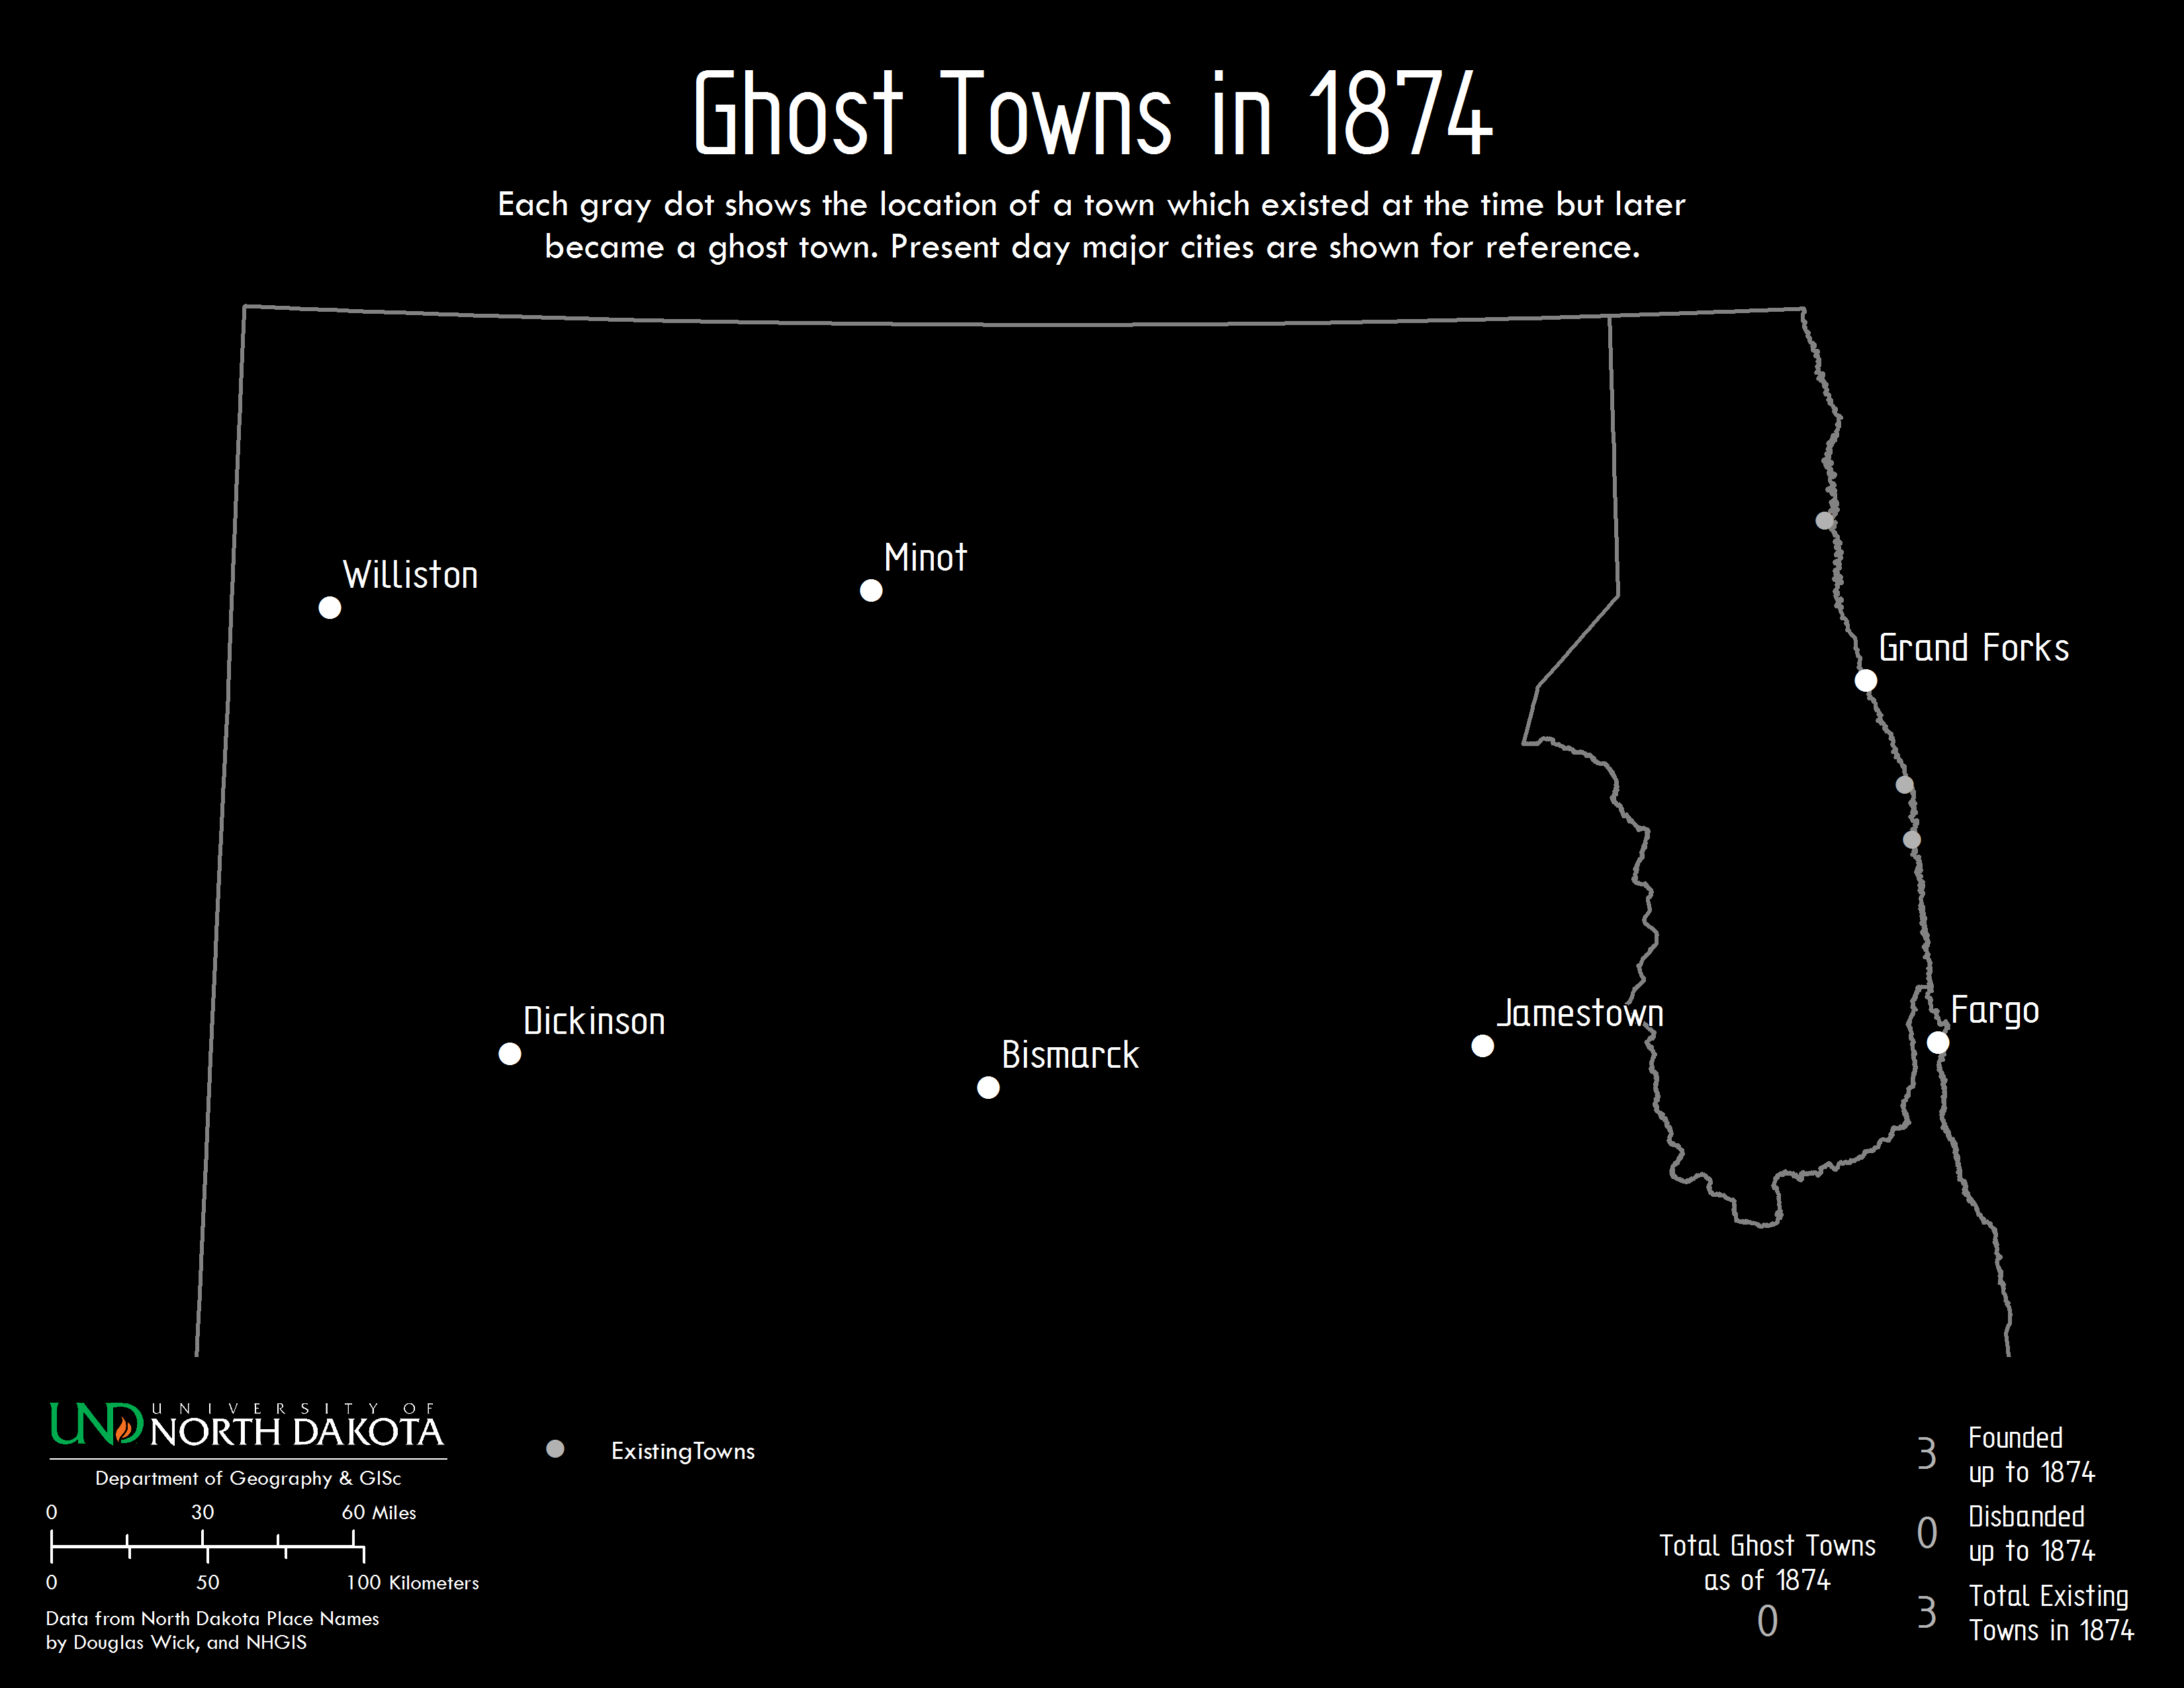 Ghost Towns in 1874
Each gray dot shows the location of a town which existed at the time but later
became a ghost town. Present day major cities are shown for reference.
Williston
Minot
Grand Forks
Dickinson
Bismarck
Jamestown
Fargo
UND UNIVERSITY OF
NORTH DAKOTA
Department of Geography & GISc
0 30 60 Miles
0 50 100 Kilometers
Data from North Dakota Place Names
by Douglas Wick, and NHGIS
ExistingTowns
Total Ghost Towns
as of 1874
0
3 Founded
up to 1874
0 Disbanded
up to 1874
3 Total Existing
Towns in 1874